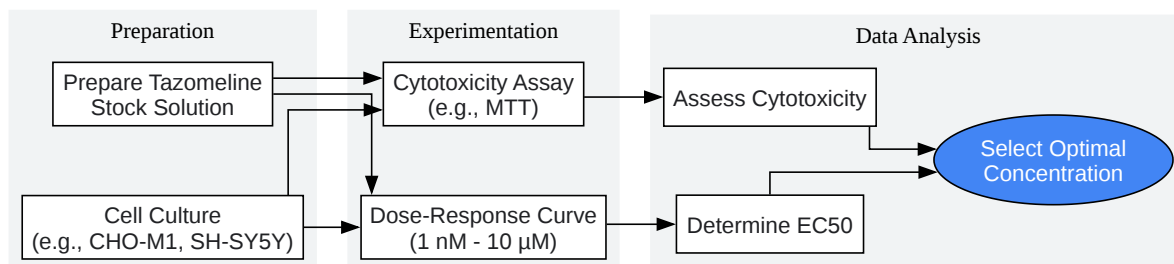 Preparation
Prepare Tazomeline
Stock Solution
Cell Culture
(e.g., CHO-M1, SH-SY5Y)
Experimentation
Cytotoxicity Assay
(e.g., MTT)
Dose-Response Curve
(1 nM - 10 µM)
Data Analysis
Assess Cytotoxicity
Determine EC50
Select Optimal
Concentration